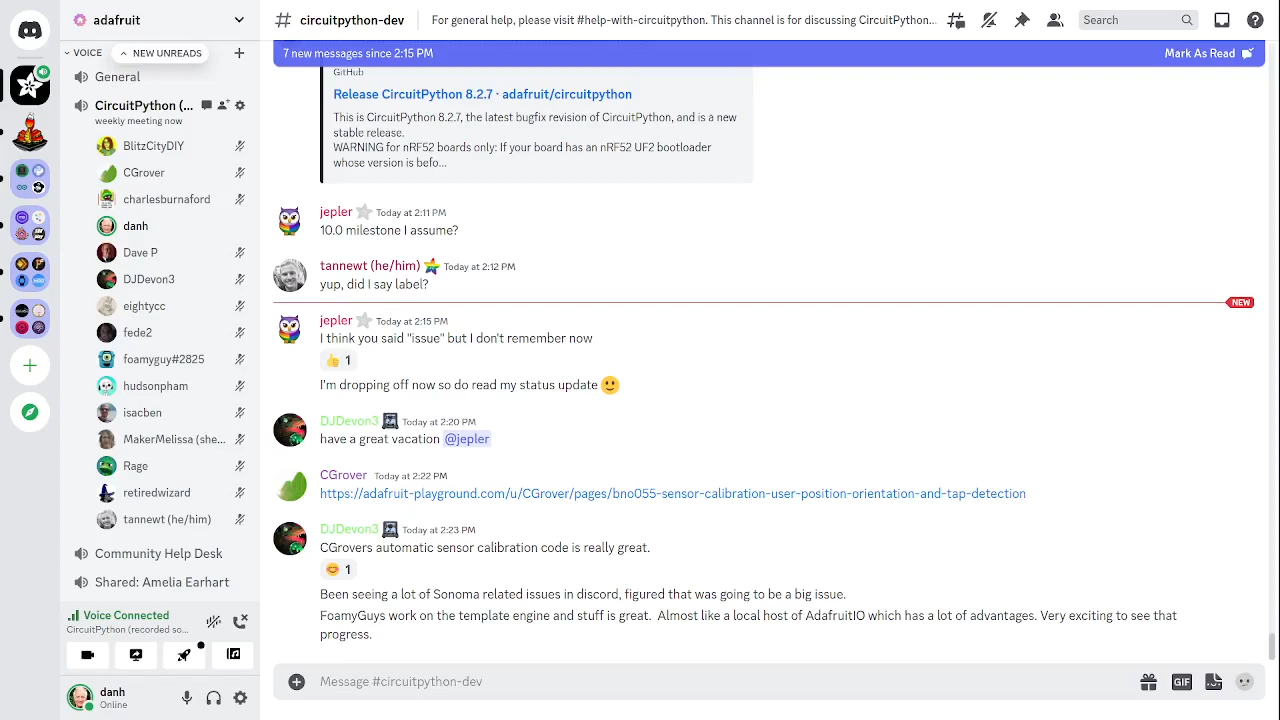 adafruit
circuitpython-dev
For general help, please visit #help-with-circuitpython. This channel is for discussing CircuitPython...
Search
VOICE
NEW UNREADS
General
CircuitPython (...
weekly meeting now
BlitzCityDIY
CGrover
charlesburnaford
danh
Dave P
DJDevon3
eightycc
fede2
foamyguy#2825
hudsonpham
isacben
MakerMelissa (she...
Rage
retiredwizard
tannewt (he/him)
Community Help Desk
Shared: Amelia Earhart
Voice Connected
CircuitPython (recorded so...
danh
Online
7 new messages since 2:15 PM
Mark As Read
GitHub
Release CircuitPython 8.2.7 · adafruit/circuitpython
This is CircuitPython 8.2.7, the latest bugfix revision of CircuitPython, and is a new
stable release.
WARNING for nRF52 boards only: If your board has an nRF52 UF2 bootloader
whose version is befo...
jepler Today at 2:11 PM
10.0 milestone I assume?
tannewt (he/him) Today at 2:12 PM
yup, did I say label?
NEW
jepler Today at 2:15 PM
I think you said "issue" but I don't remember now
1
I'm dropping off now so do read my status update
DJDevon3 Today at 2:20 PM
have a great vacation @jepler
CGrover Today at 2:22 PM
https://adafruit-playground.com/u/CGrover/pages/bno055-sensor-calibration-user-position-orientation-and-tap-detection
DJDevon3 Today at 2:23 PM
CGrovers automatic sensor calibration code is really great.
1
Been seeing a lot of Sonoma related issues in discord, figured that was going to be a big issue.
FoamyGuys work on the template engine and stuff is great. Almost like a local host of AdafruitIO which has a lot of advantages. Very exciting to see that
progress.
Message #circuitpython-dev
GIF